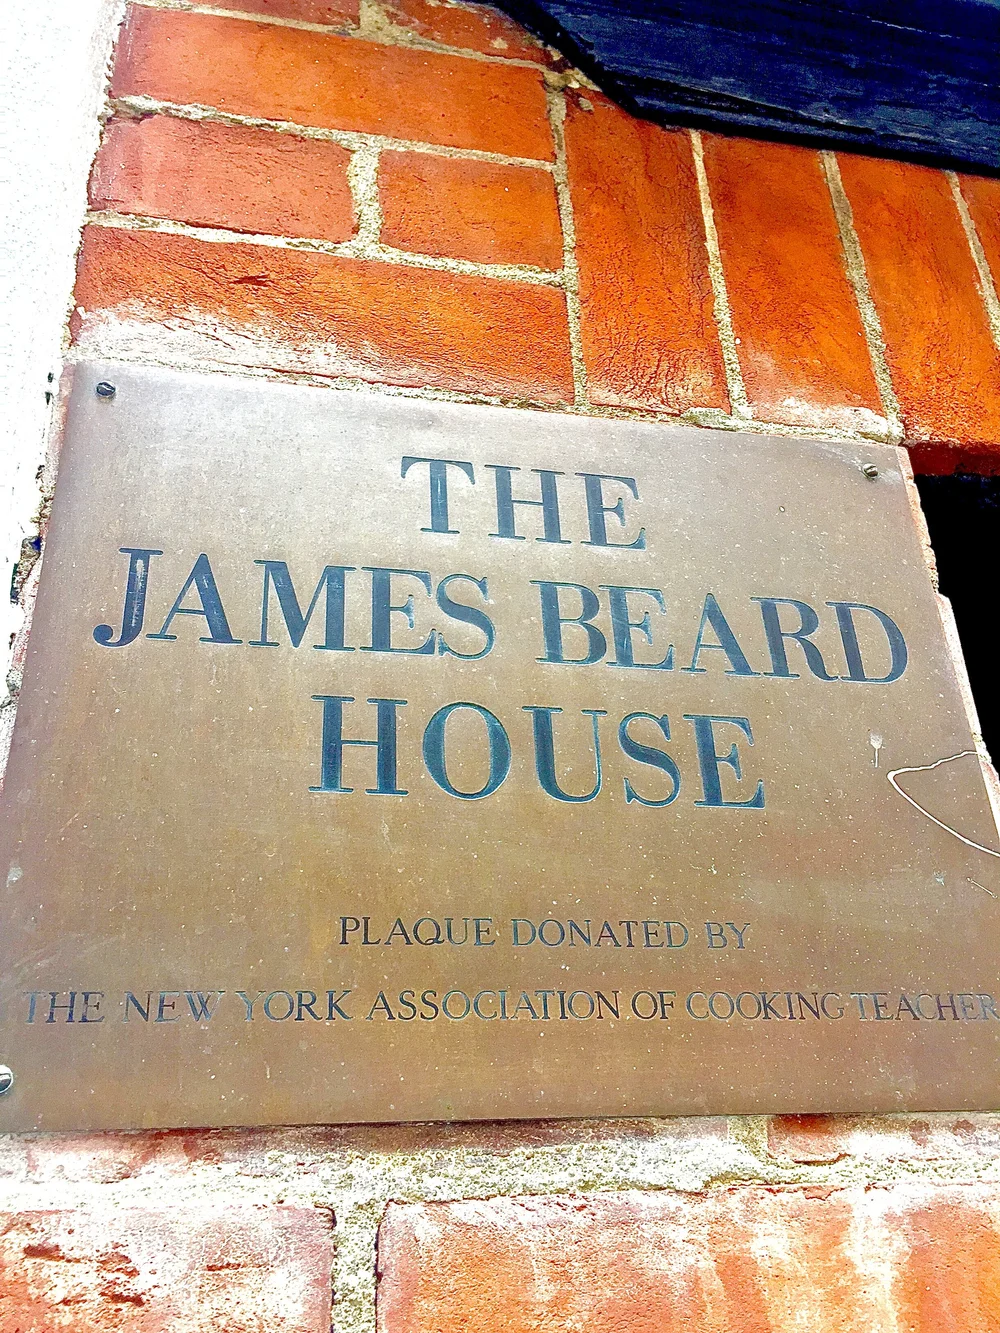 THE
JAMES BEARD
HOUSE
PLAQUE DONATED BY
THE NEW YORK ASSOCIATION OF COOKING TEACHER